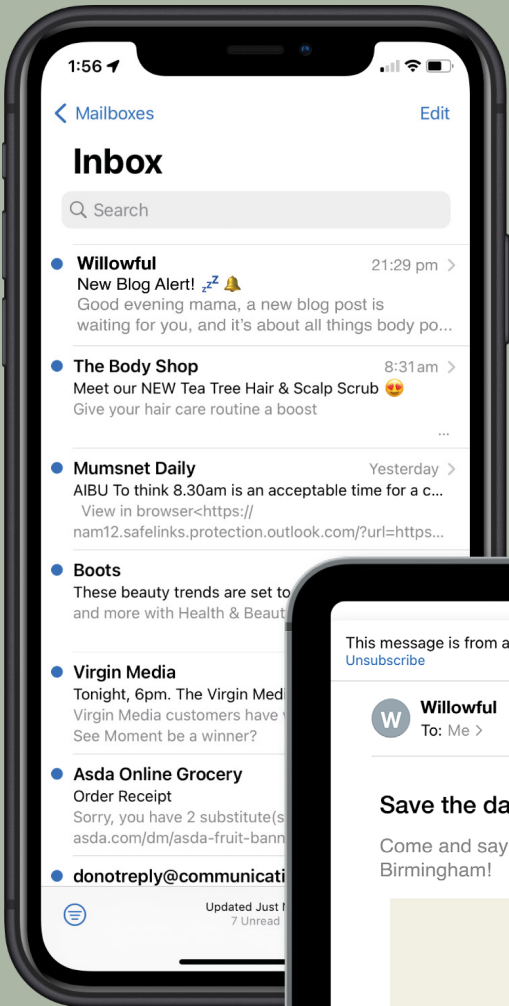 1:56
Mailboxes
Edit
Inbox
Search
Willowful
21:29 pm
New Blog Alert! 💤 🔔
Good evening mama, a new blog post is
waiting for you, and it's about all things body po...
The Body Shop
8:31am
Meet our NEW Tea Tree Hair & Scalp Scrub 😍
Give your hair care routine a boost
...
Mumsnet Daily
Yesterday
AIBU To think 8.30am is an acceptable time for a c...
View in browser<https://
nam12.safelinks.protection.outlook.com/?url=https...
Boots
These beauty trends are set to
and more with Health & Beaut
Virgin Media
Tonight, 6pm. The Virgin Medi
Virgin Media customers have
See Moment be a winner?
Asda Online Grocery
Order Receipt
Sorry, you have 2 substitute(s
asda.com/dm/asda-fruit-bann
donotreply@communicati
Updated Just
7 Unread
This message is from a
Unsubscribe
W
Willowful
To: Me >
Save the da
Come and say
Birmingham!